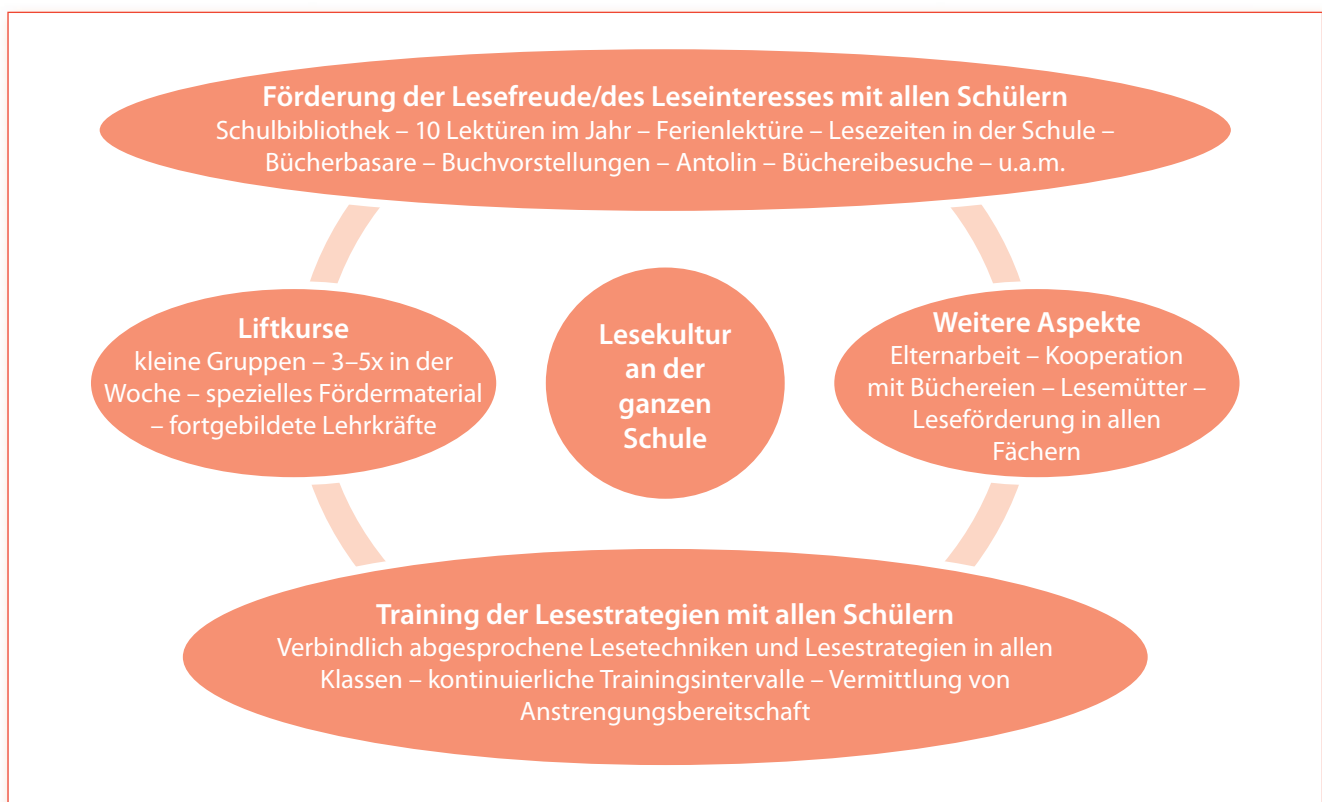 Förderung der Lesefreude/des Leseinteresses mit allen Schülern
Schulbibliothek – 10 Lektüren im Jahr – Ferienlektüre – Lesezeiten in der Schule –
Bücherbasare – Buchvorstellungen – Antolin – Büchereibesuche – u.a.m.
Liftkurse
kleine Gruppen – 3–5x in der
Woche – spezielles Fördermaterial
– fortgebildete Lehrkräfte
Lesekultur
an der
ganzen
Schule
Weitere Aspekte
Elternarbeit – Kooperation
mit Büchereien – Lesemütter –
Leseförderung in allen
Fächern
Training der Lesestrategien mit allen Schülern
Verbindlich abgesprochene Lesetechniken und Lesestrategien in allen
Klassen – kontinuierliche Trainingsintervalle – Vermittlung von
Anstrengungsbereitschaft